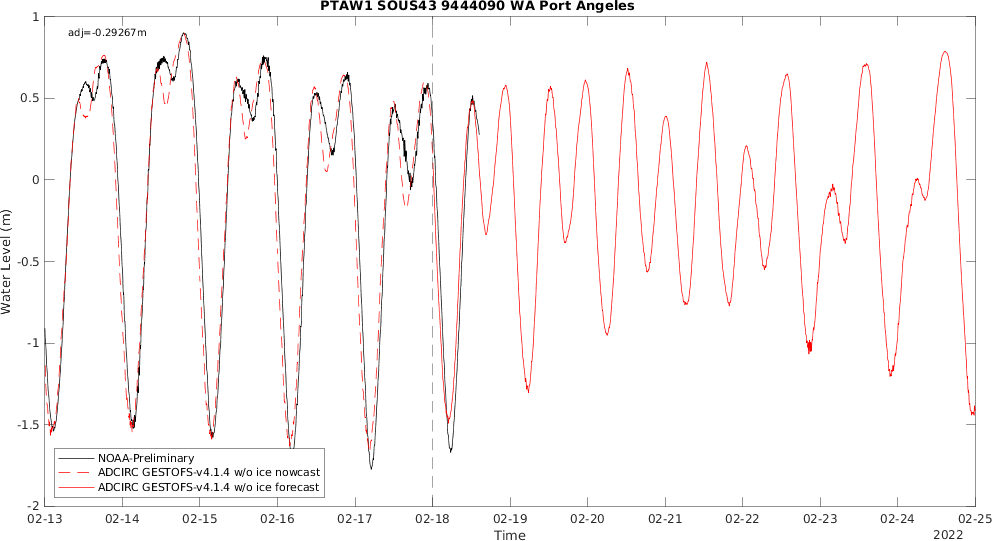 PTAW1 SOUS43 9444090 WA Port Angeles
adj=-0.29267m
1
0.5
0
-0.5
-1
-1.5
-2
Water Level (m)
NOAA-Preliminary
ADCIRC GESTOFS-v4.1.4 w/o ice nowcast
ADCIRC GESTOFS-v4.1.4 w/o ice forecast
02-13 02-14 02-15 02-16 02-17 02-18 02-19 02-20 02-21 02-22 02-23 02-24 02-25
Time
2022